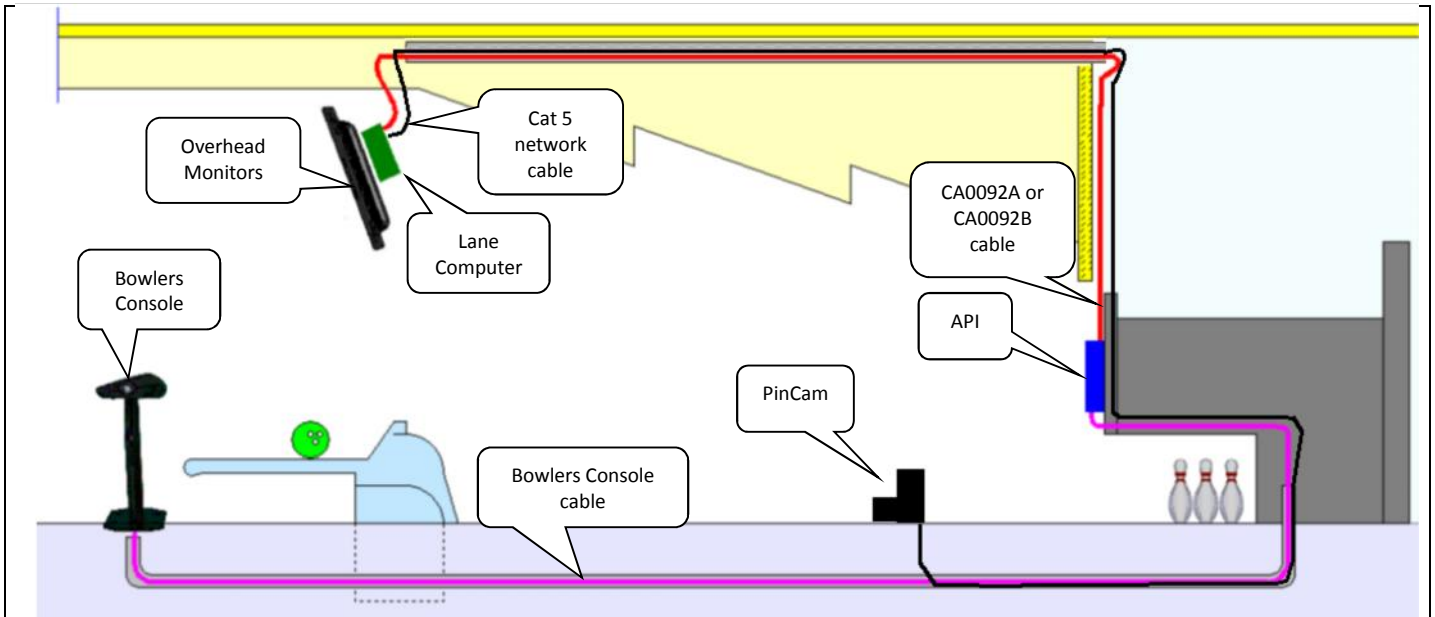 Cat 5
network
cable
Overhead
Monitors
CA0092A or
CA0092B
cable
Lane
Computer
Bowlers
Console
API
PinCam
Bowlers Console
cable